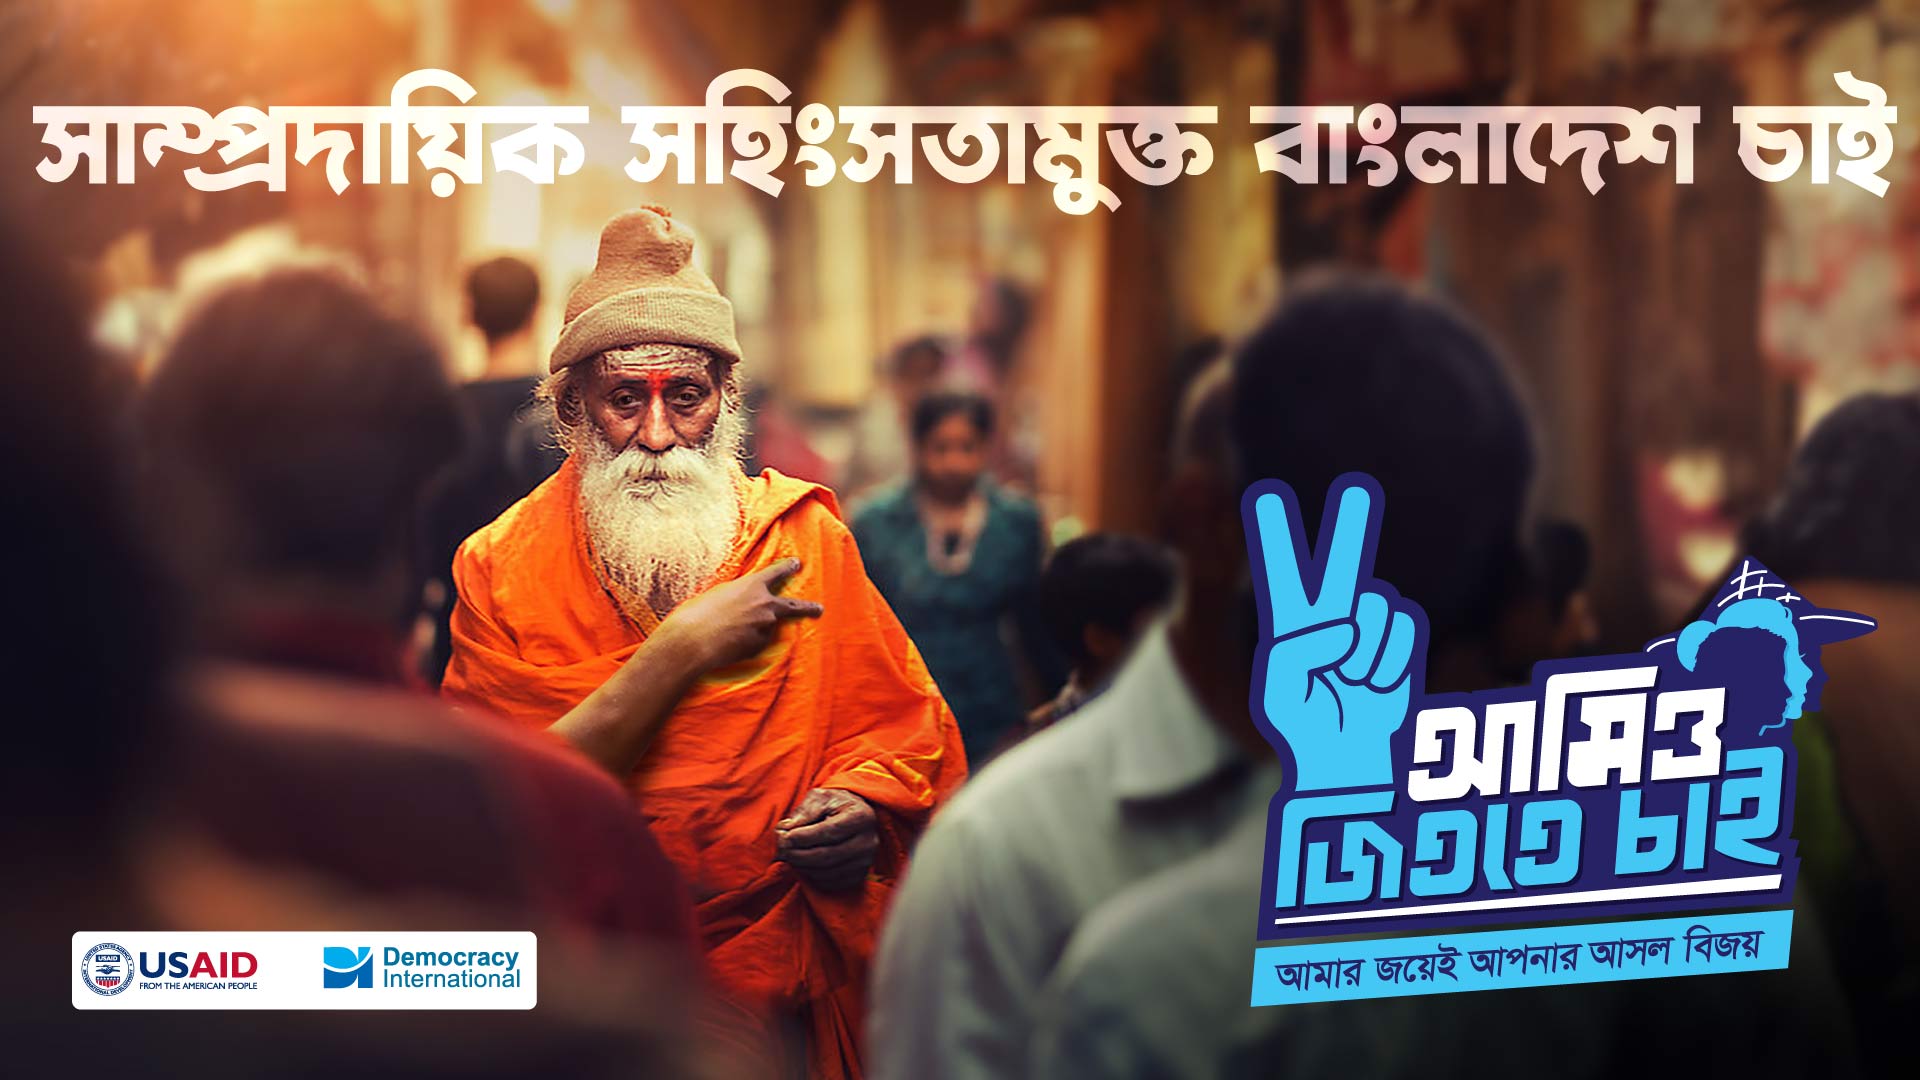 সাম্প্রদায়িক সহিংসতামুক্ত বাংলাদেশ চাই
আমিও
জিততে চাই
আমার জয়েই আপনার আসল বিজয়
USAID
FROM THE AMERICAN PEOPLE
Democracy
International